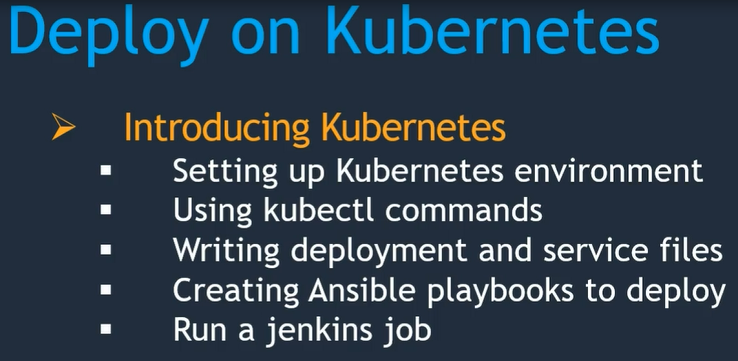 Deploy on Kubernetes
Introducing Kubernetes
Setting up Kubernetes environment
Using kubectl commands
Writing deployment and service files
Creating Ansible playbooks to deploy
Run a jenkins job